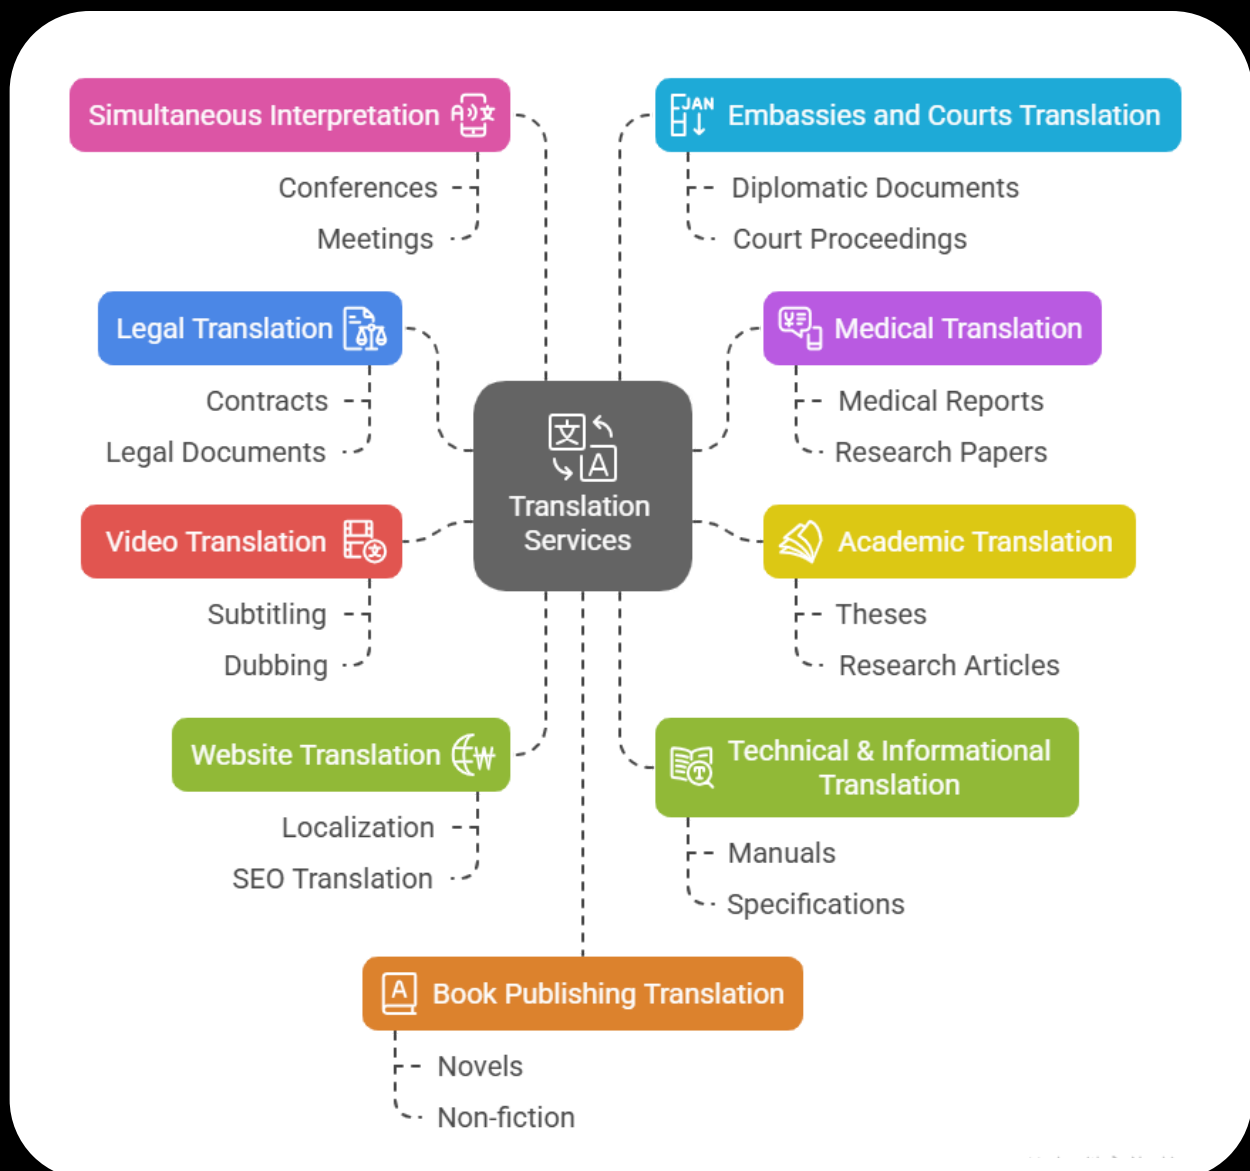 Simultaneous Interpretation
Conferences
Meetings
Embassies and Courts Translation
Diplomatic Documents
Court Proceedings
Legal Translation
Contracts
Legal Documents
Medical Translation
Medical Reports
Research Papers
Translation
Services
Video Translation
Subtitling
Dubbing
Academic Translation
Theses
Research Articles
Website Translation
Localization
SEO Translation
Technical & Informational
Translation
Manuals
Specifications
Book Publishing Translation
Novels
Non-fiction